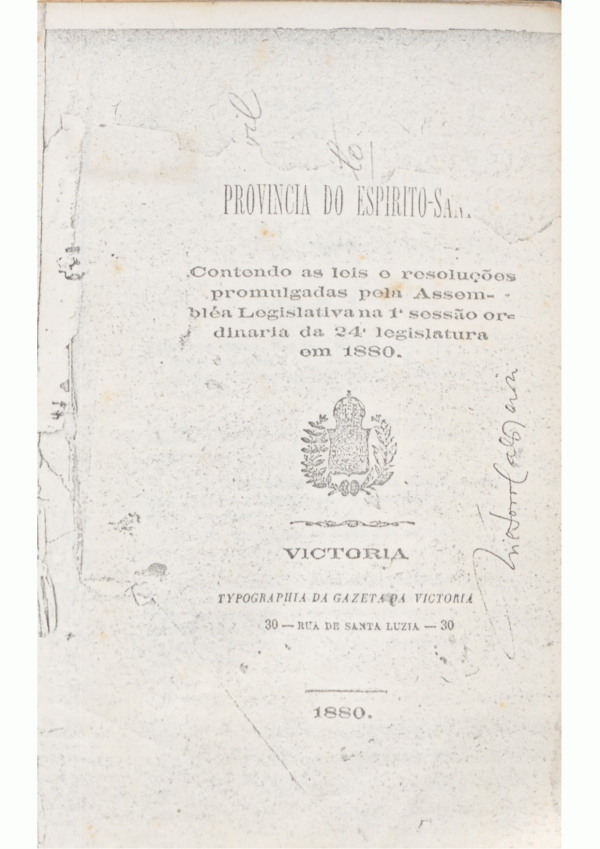 PROVINCIA DO ESPIRITO-SA
Contendo as leis e resoluções
promulgadas pela Assem-
bléa Legislativa na 1ª sessão or-
dinaria da 24ª legislatura
em 1880.
VICTORIA
TYPOGRAPHIA DA GAZETA DA VICTORIA
30 — RUA DE SANTA LUZIA — 30
1880.